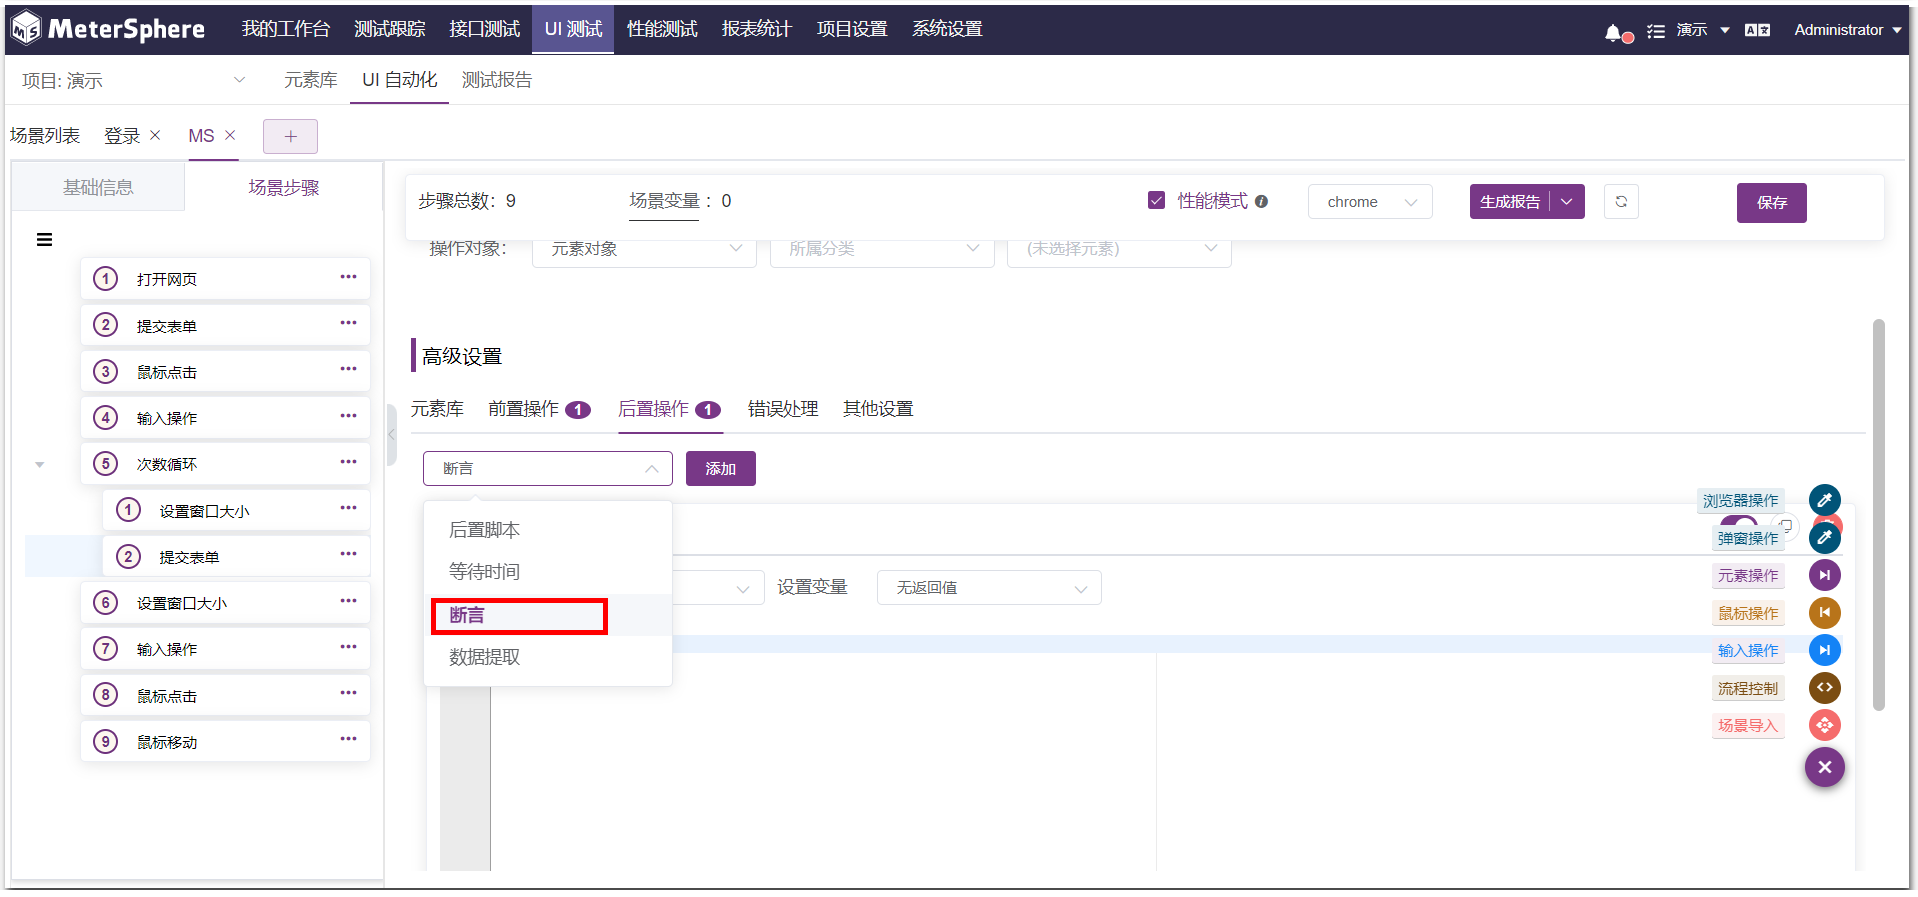 MeterSphere 我的工作台 测试跟踪 接口测试 UI 测试 性能测试 报表统计 项目设置 系统设置 演示 Administrator
项目: 演示 元素库 UI 自动化 测试报告
场景列表 登录 MS
基础信息 场景步骤
步骤总数: 9 场景变量 : 0 性能模式 chrome 生成报告 保存
操作对象: 元素对象 所属分类 (未选择元素)
1 打开网页
2 提交表单
3 鼠标点击
4 输入操作
5 次数循环
1 设置窗口大小
2 提交表单
6 设置窗口大小
7 输入操作
8 鼠标点击
9 鼠标移动
高级设置
元素库 前置操作 1 后置操作 1 错误处理 其他设置
断言 添加
后置脚本
等待时间
断言
数据提取
设置变量 无返回值
浏览器操作
弹窗操作
元素操作
鼠标操作
输入操作
流程控制
场景导入